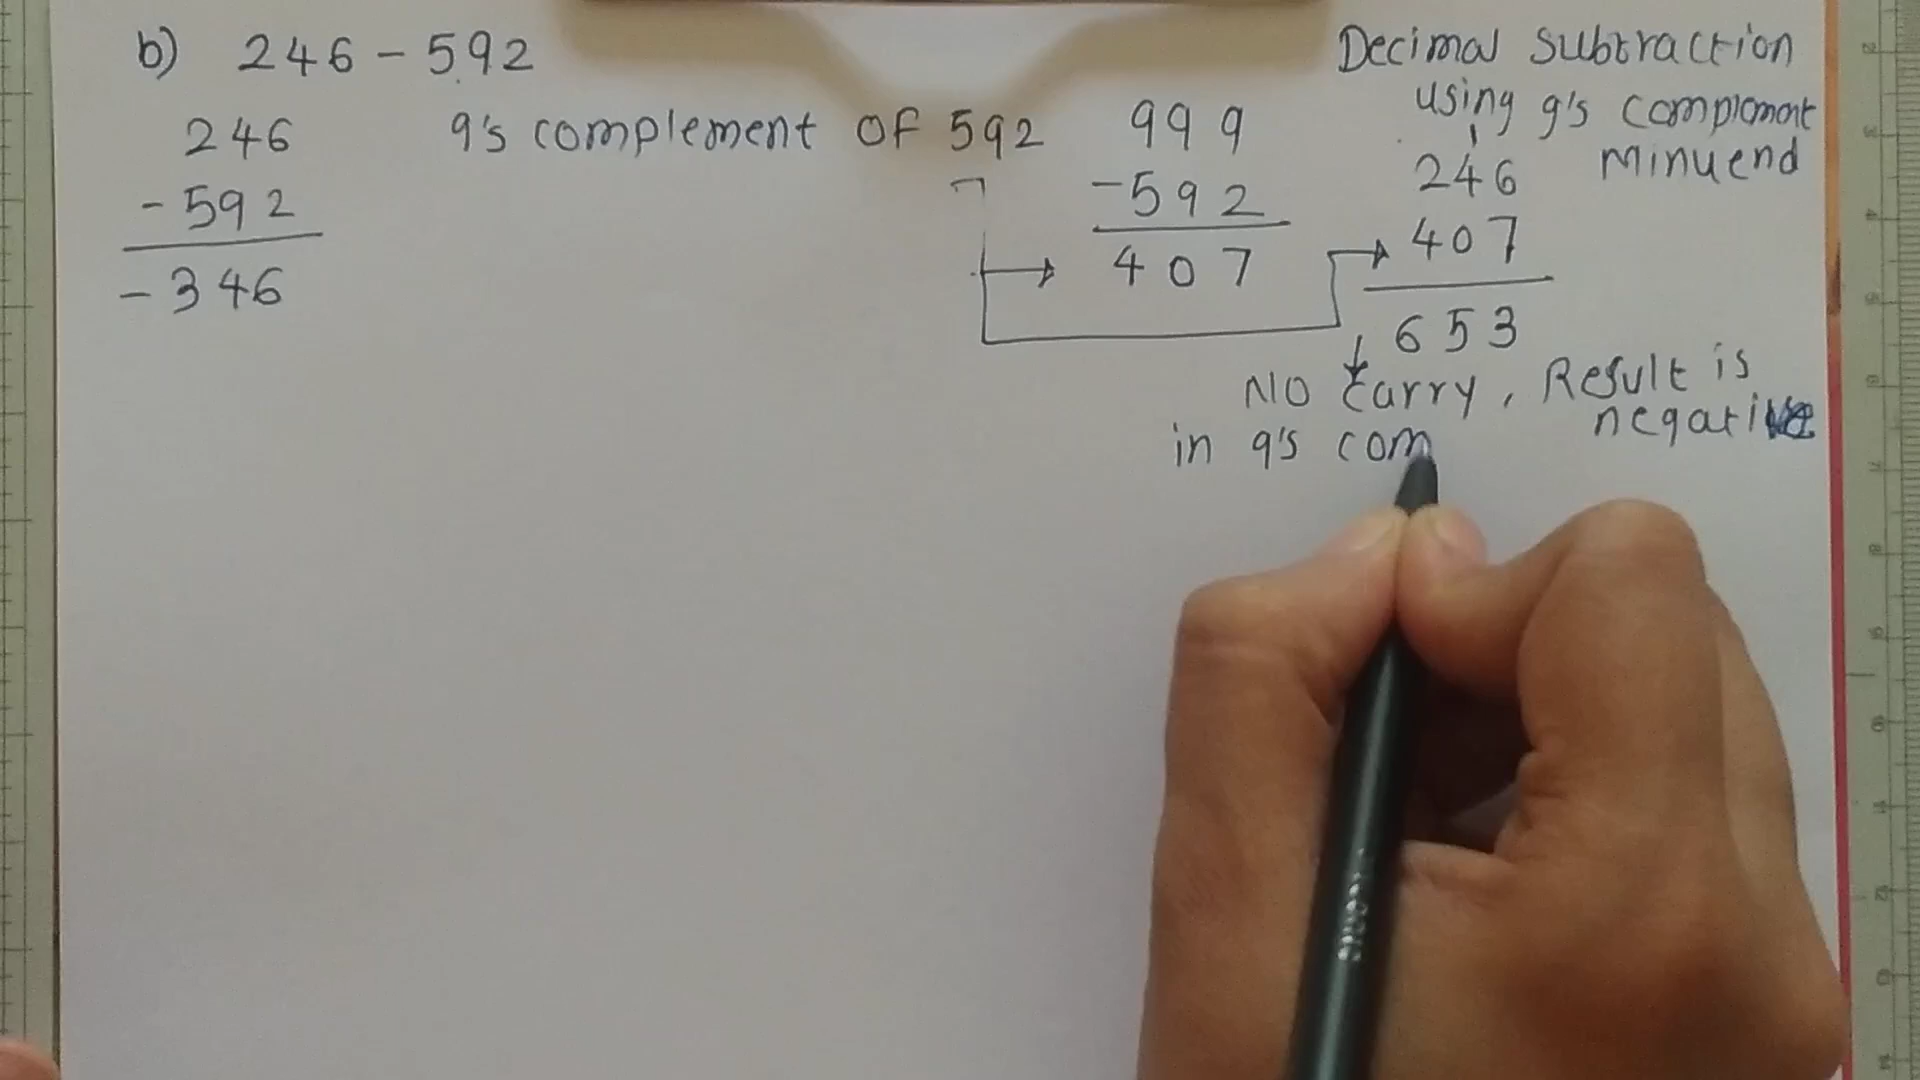 b) 246 - 592
Decimal subtraction
using 9's complement
minuend
246
- 592
- 346
9's complement of 592
999
- 592
407
1
246
407
653
No carry, Result is
negative
in 9's com